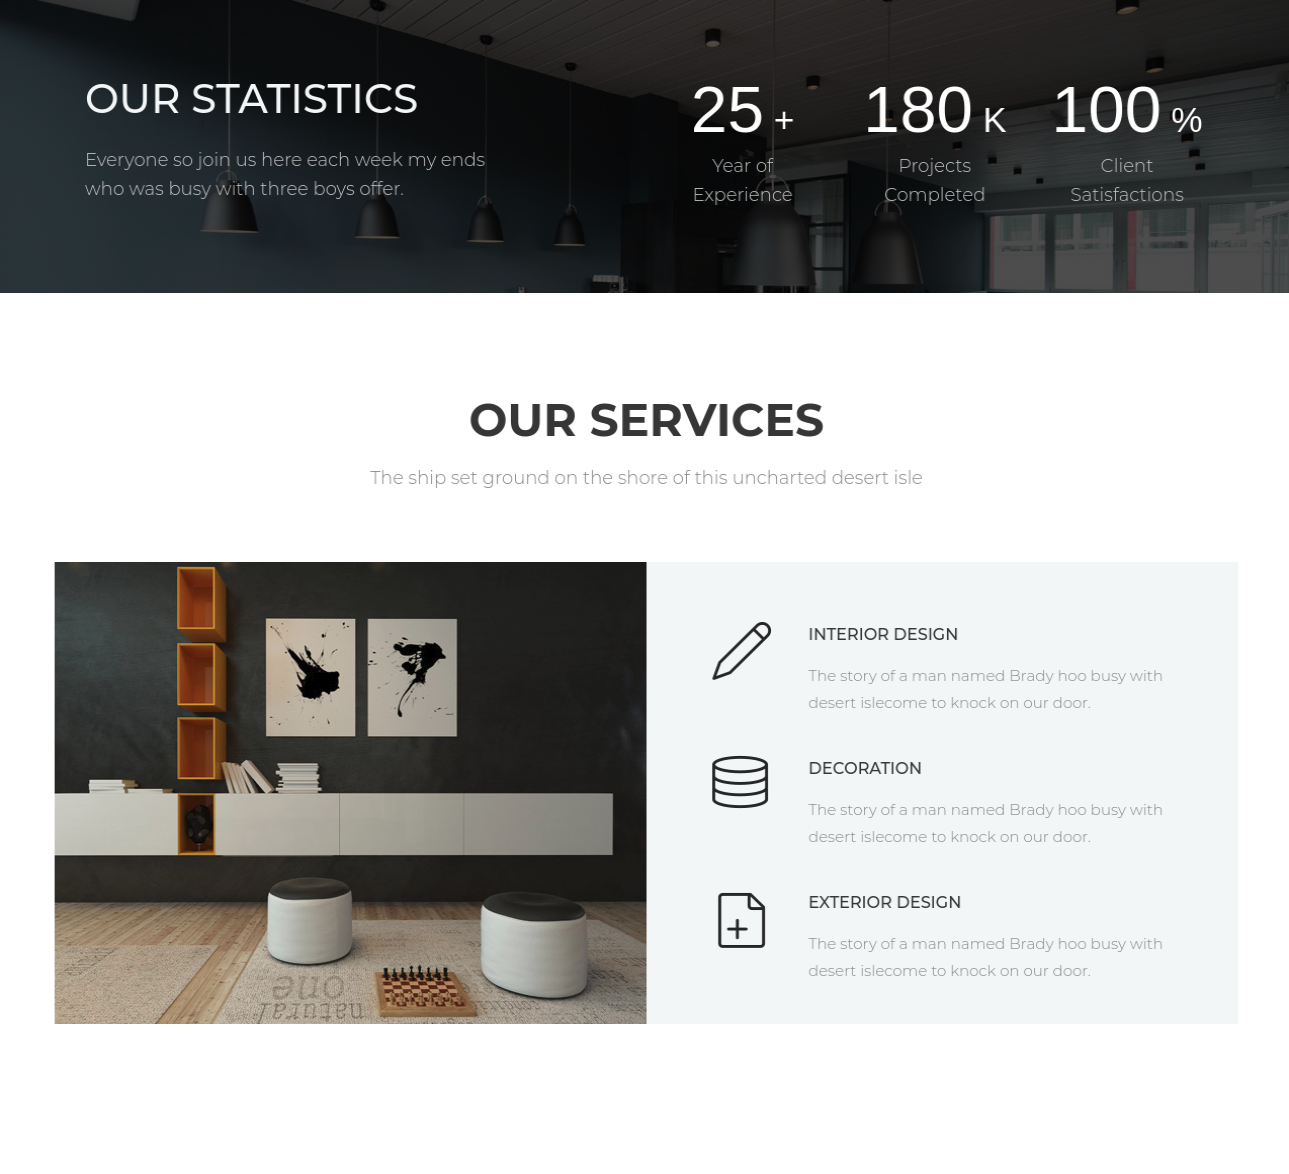 OUR STATISTICS
Everyone so join us here each week my ends
who was busy with three boys offer.
25 +
Year of
Experience
180 K
Projects
Completed
100 %
Client
Satisfactions
OUR SERVICES
The ship set ground on the shore of this uncharted desert isle
INTERIOR DESIGN
The story of a man named Brady hoo busy with
desert islecome to knock on our door.
DECORATION
The story of a man named Brady hoo busy with
desert islecome to knock on our door.
EXTERIOR DESIGN
The story of a man named Brady hoo busy with
desert islecome to knock on our door.
natural
one